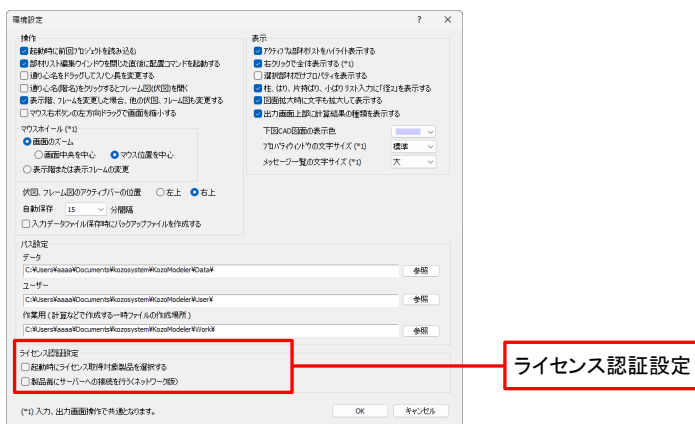 環境設定
? ×
操作
起動時に前回プロジェクトを読み込む
部材リスト編集ウインドウを閉じた直後に配置コマンドを起動する
通り心名をドラッグしてスパン長を変更する
通り心名(階名)をクリックするとフレーム図(伏図)を開く
表示階、フレームを変更した場合、他の伏図、フレーム図も変更する
マウス右ボタンの左方向ドラッグで画面を縮小する
マウスホイール (*1)
画面のズーム
画面中央を中心 マウス位置を中心
表示階または表示フレームの変更
伏図、フレーム図のアクティブバーの位置 左上 右上
自動保存 15 分間隔
入力データファイル保存時にバックアップファイルを作成する
表示
アクティブな部材リストをハイライト表示する
右クリックで全体表示する (*1)
選択部材だけプロパティを表示する
柱、はり、片持ばり、小ばりリスト入力に「径2」を表示する
図面拡大時に文字も拡大して表示する
出力画面上部に計算結果の種類を表示する
下図CAD図面の表示色
プロパティウィンドウの文字サイズ (*1) 標準
メッセージ一覧の文字サイズ (*1) 大
パス設定
データ
C:¥Users¥aaaa¥Documents¥kozosystem¥KozoModeler¥Data¥ 参照
ユーザー
C:¥Users¥aaaa¥Documents¥kozosystem¥KozoModeler¥User¥ 参照
作業用 (計算などで作成する一時ファイルの作成場所)
C:¥Users¥aaaa¥Documents¥kozosystem¥KozoModeler¥Work¥ 参照
ライセンス認証設定
起動時にライセンス取得対象製品を選択する
製品毎にサーバーへの接続を行う(ネットワーク版)
(*1) 入力、出力画面操作で共通となります。
OK キャンセル
ライセンス認証設定